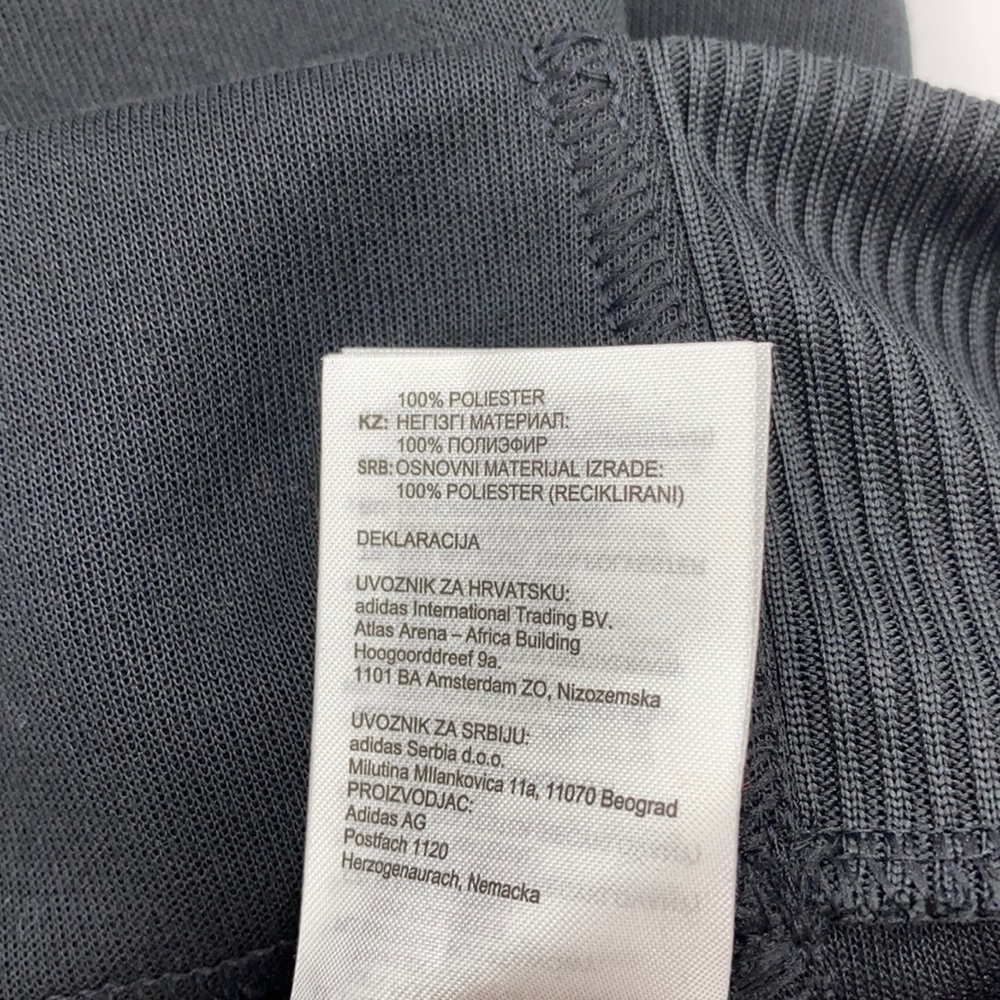 100% POLIESTER
KZ: НЕГІЗГІ МАТЕРИАЛ:
100% ПОЛИЭФИР
SRB: OSNOVNI MATERIJAL IZRADE:
100% POLIESTER (RECIKLIRANI)
DEKLARACIJA
UVOZNIK ZA HRVATSKU:
adidas International Trading BV.
Atlas Arena – Africa Building
Hoogoorddreef 9a.
1101 BA Amsterdam ZO, Nizozemska
UVOZNIK ZA SRBIJU:
adidas Serbia d.o.o.
Milutina MIlankovica 11a, 11070 Beograd
PROIZVODJAC:
Adidas AG
Postfach 1120
Herzogenaurach, Nemacka